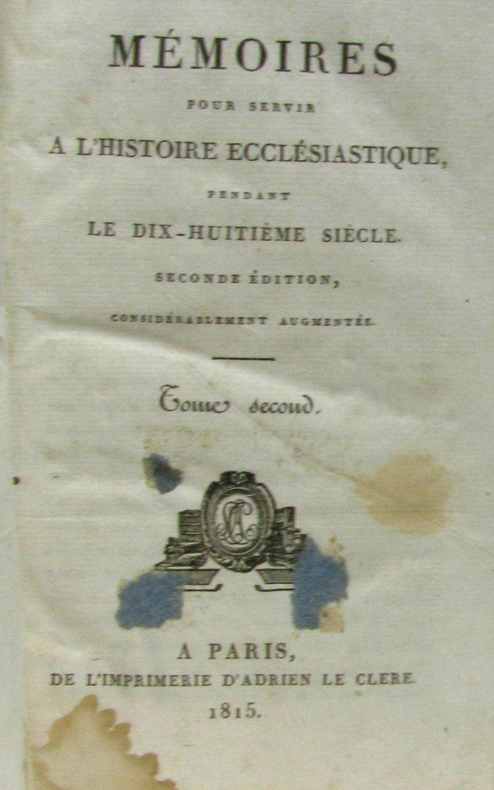 MÉMOIRES
POUR SERVIR
A L'HISTOIRE ECCLÉSIASTIQUE,
PENDANT
LE DIX-HUITIÈME SIÈCLE.
SECONDE ÉDITION,
CONSIDÉRABLEMENT AUGMENTÉE.
Tome second.
A PARIS,
DE L'IMPRIMERIE D'ADRIEN LE CLERE.
1815.